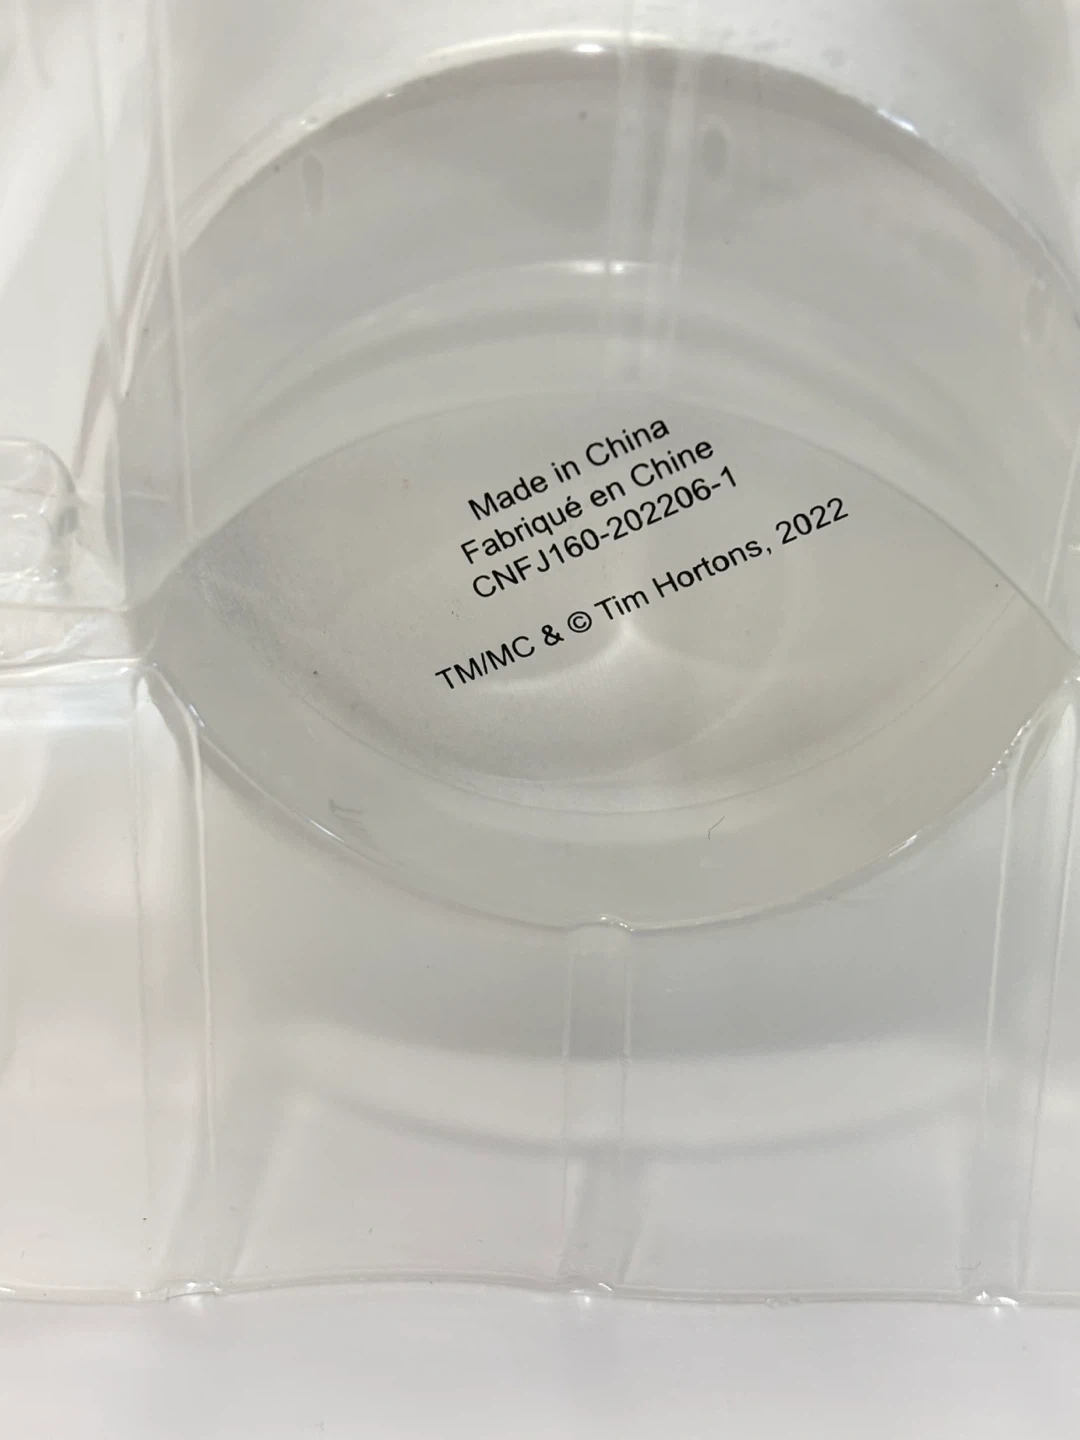 Made in China
Fabriqué en Chine
CNFJ160-202206-1
TM/MC & © Tim Hortons, 2022